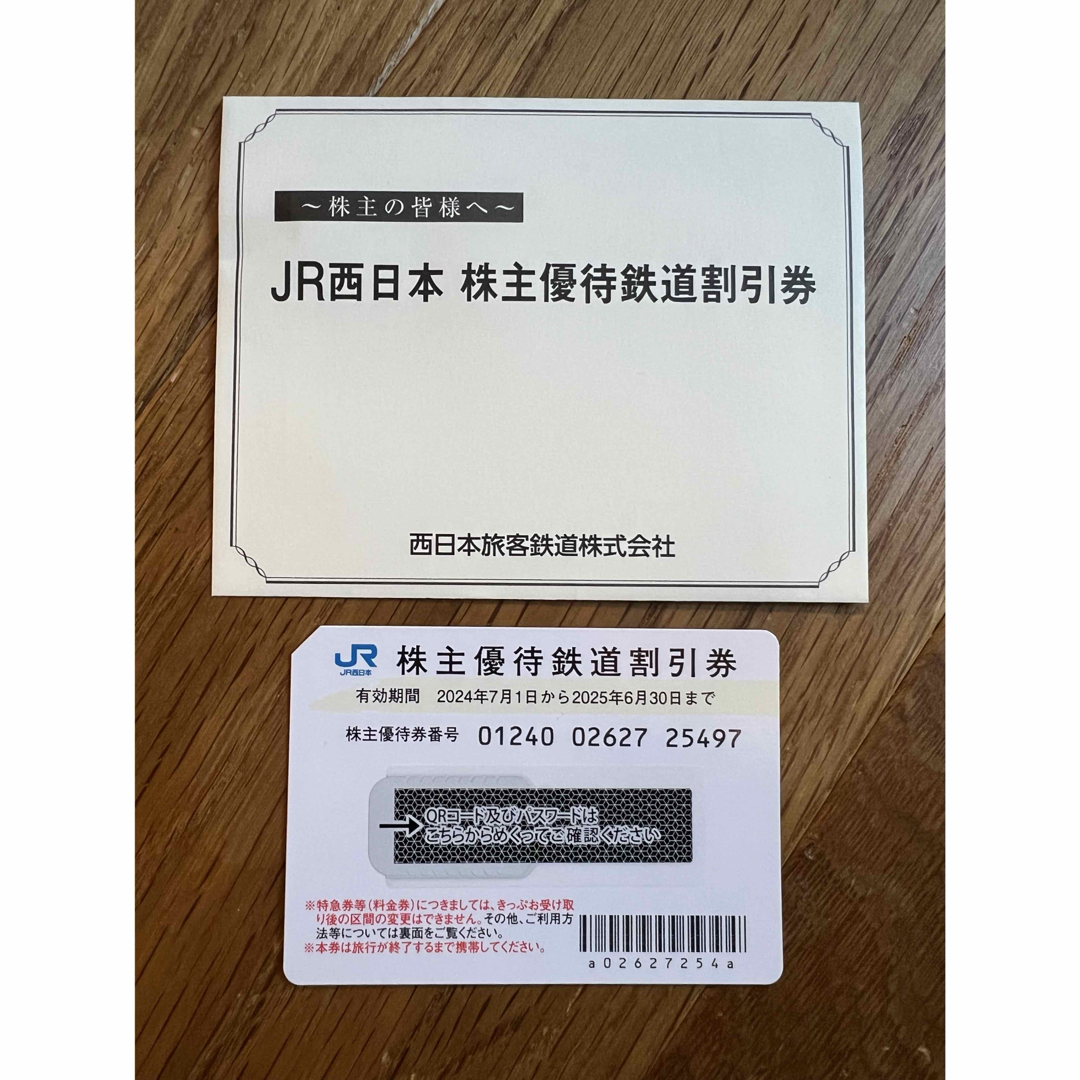 ～株主の皆様へ～
JR西日本 株主優待鉄道割引券
西日本旅客鉄道株式会社
JR
JR西日本
株主優待鉄道割引券
有効期間 2024年7月1日から2025年6月30日まで
株主優待券番号 01240 02627 25497
QRコード及びパスワードは
こちらからめくってご確認ください
※特急券等(料金券)につきましては、きっぷお受け取
り後の区間の変更はできません。その他、ご利用方
法等については裏面をご覧ください。
※本券は旅行が終了するまで携帯してください。
a02627254a